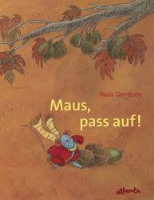 Paula Gerritsen
Maus,
pass auf!
atlantis